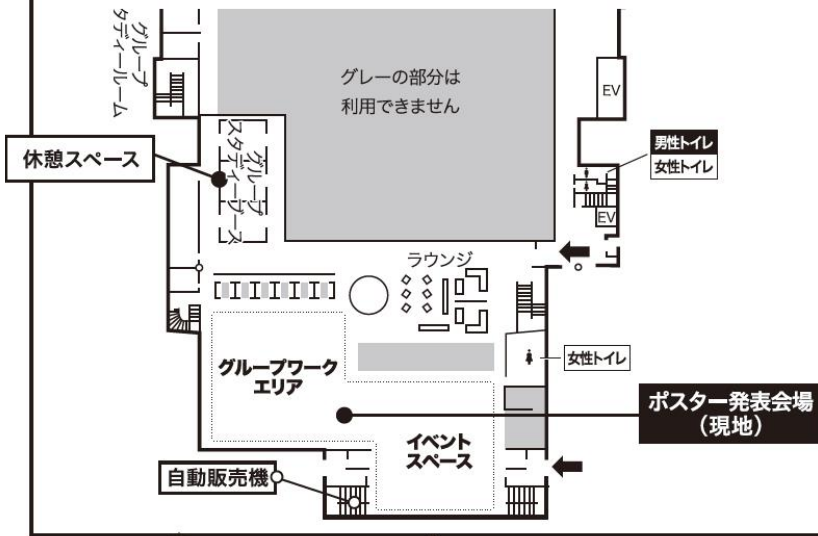 グループ
スタディールーム
グレーの部分は
利用できません
EV
男性トイレ
女性トイレ
休憩スペース
グループ
スタディーブース
EV
ラウンジ
グループワーク
エリア
女性トイレ
ポスター発表会場
(現地)
イベント
スペース
自動販売機